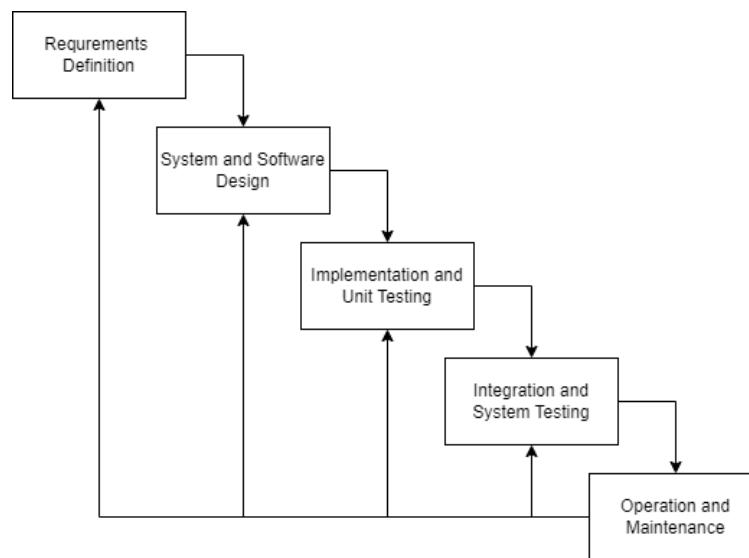 Requrements
Definition
System and Software
Design
Implementation and
Unit Testing
Integration and
System Testing
Operation and
Maintenance